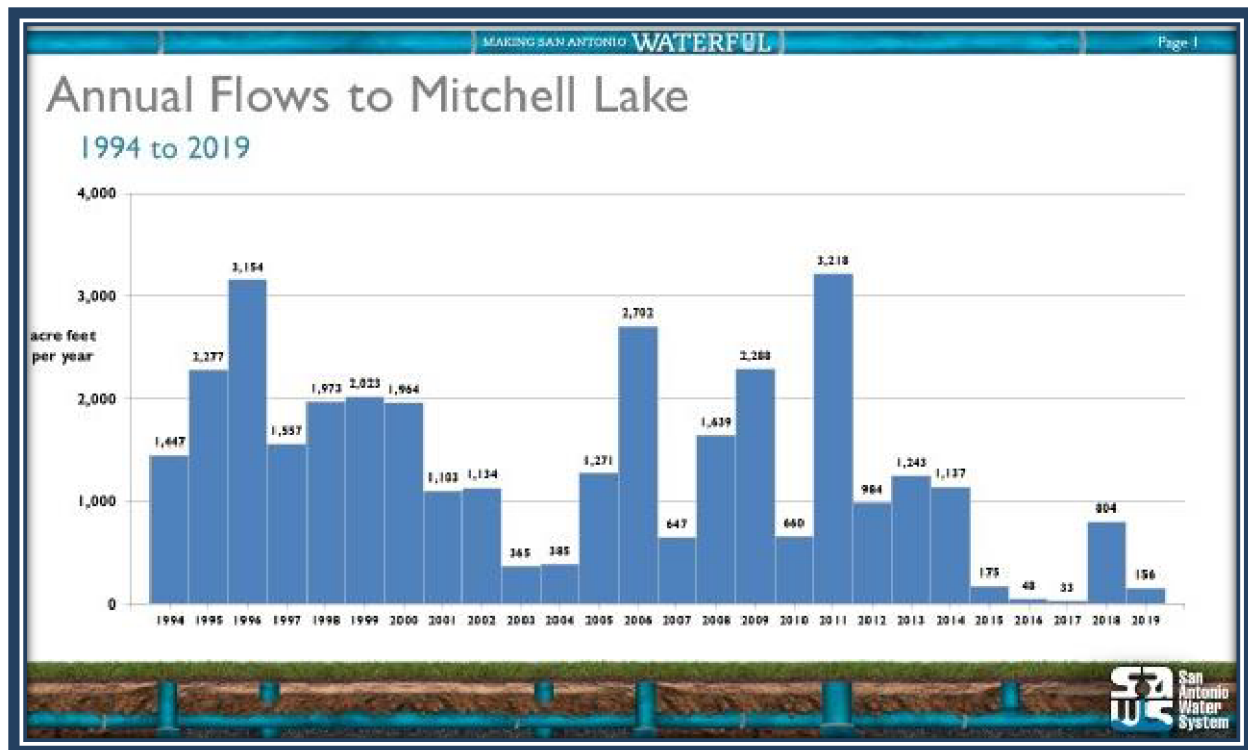 MAKING SAN ANTONIO WATERFUL
Page 1
Annual Flows to Mitchell Lake
1994 to 2019
4,000
3,000
acre feet
per year
2,000
1,000
0
1,447
2,277
3,154
1,557
1,973
2,023
1,964
1,103
1,134
365
385
1,271
2,702
647
1,639
2,288
660
3,218
984
1,243
1,137
175
48
33
804
156
1994 1995 1996 1997 1998 1999 2000 2001 2002 2003 2004 2005 2006 2007 2008 2009 2010 2011 2012 2013 2014 2015 2016 2017 2018 2019
San
Antonio
Water
System